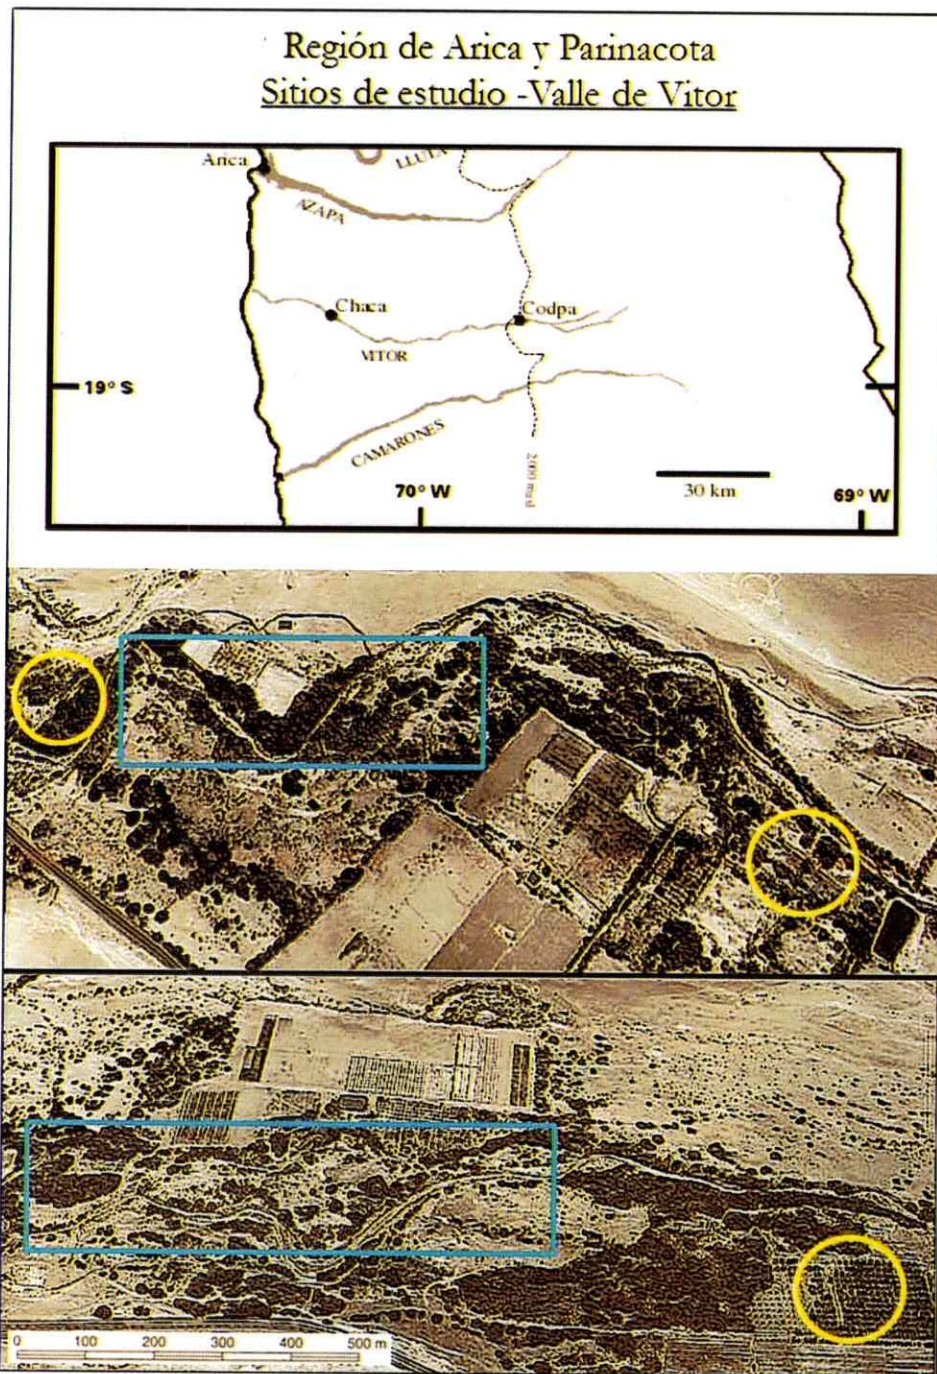 Región de Arica y Parinacota
Sitios de estudio -Valle de Vitor
Arica
LLUTA
AZAPA
Chaca
Codpa
VITOR
19° S
CAMARONES
2000 msnl
70° W
30 km
69° W
0 100 200 300 400 500 m